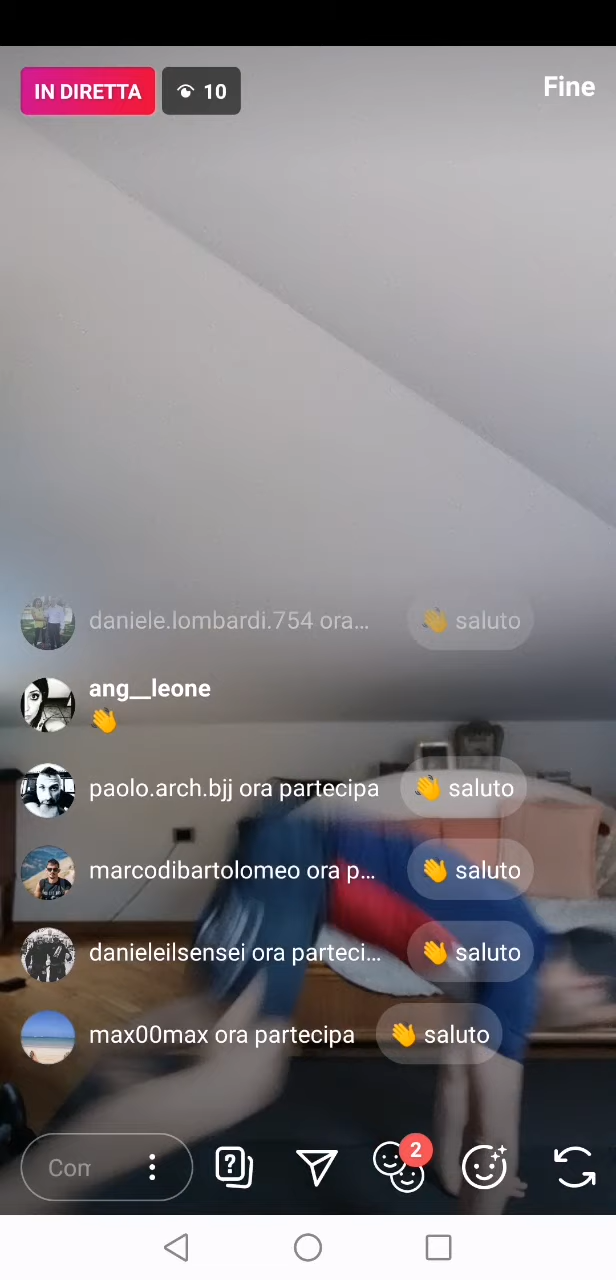 IN DIRETTA
10
Fine
daniele.lombardi.754 ora...
👋 saluto
ang__leone
👋
paolo.arch.bjj ora partecipa
👋 saluto
marcodibartolomeo ora p...
👋 saluto
danieleilsensei ora parteci...
👋 saluto
max00max ora partecipa
👋 saluto
Com
2